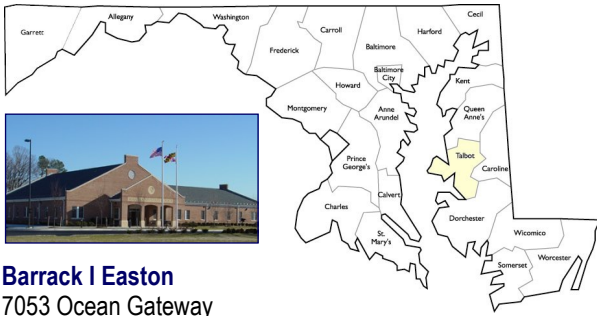 Garrett
Allegany
Washington
Frederick
Carroll
Baltimore
Harford
Cecil
Baltimore
City
Howard
Kent
Montgomery
Anne
Arundel
Queen
Anne's
Prince
George's
Talbot
Caroline
Calvert
Charles
St.
Mary's
Dorchester
Wicomico
Somerset
Worcester
Barrack I Easton
7053 Ocean Gateway